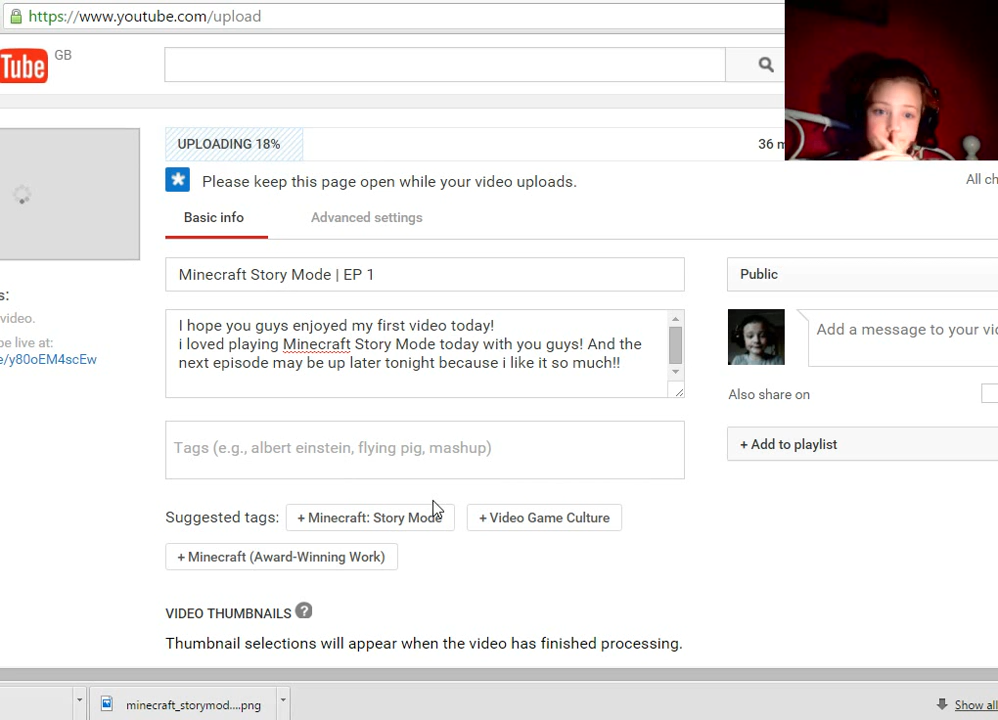 https://www.youtube.com/upload
Tube GB
UPLOADING 18%
36 m
Please keep this page open while your video uploads.
All ch
Basic info
Advanced settings
Minecraft Story Mode | EP 1
Public
I hope you guys enjoyed my first video today!
i loved playing Minecraft Story Mode today with you guys! And the
next episode may be up later tonight because i like it so much!!
Add a message to your vi
s:
video.
be live at:
e/y80oEM4scEw
Also share on
Tags (e.g., albert einstein, flying pig, mashup)
+ Add to playlist
Suggested tags:
+ Minecraft: Story Mode
+ Video Game Culture
+ Minecraft (Award-Winning Work)
VIDEO THUMBNAILS ?
Thumbnail selections will appear when the video has finished processing.
minecraft_storymod....png
Show all